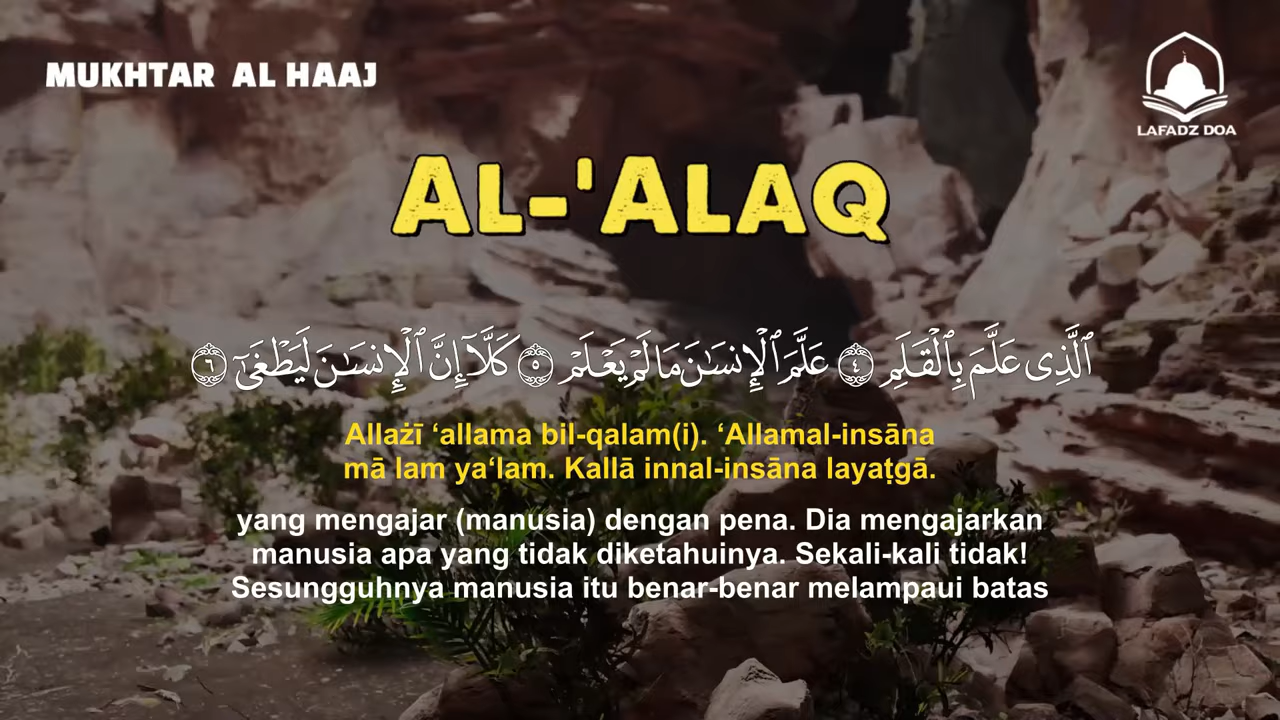 MUKHTAR AL HAAJ
LAFADZ DOA
AL-'ALAQ
ٱلَّذِى عَلَّمَ بِٱلْقَلَمِ ٤ عَلَّمَ ٱلْإِنسَـٰنَ مَا لَمْ يَعْلَمْ ٥ كَلَّآ إِنَّ ٱلْإِنسَـٰنَ لَيَطْغَىٰٓ ٦
Allażī ‘allama bil-qalam(i). ‘Allamal-insāna
mā lam ya‘lam. Kallā innal-insāna layaṭgā.
yang mengajar (manusia) dengan pena. Dia mengajarkan
manusia apa yang tidak diketahuinya. Sekali-kali tidak!
Sesungguhnya manusia itu benar-benar melampaui batas